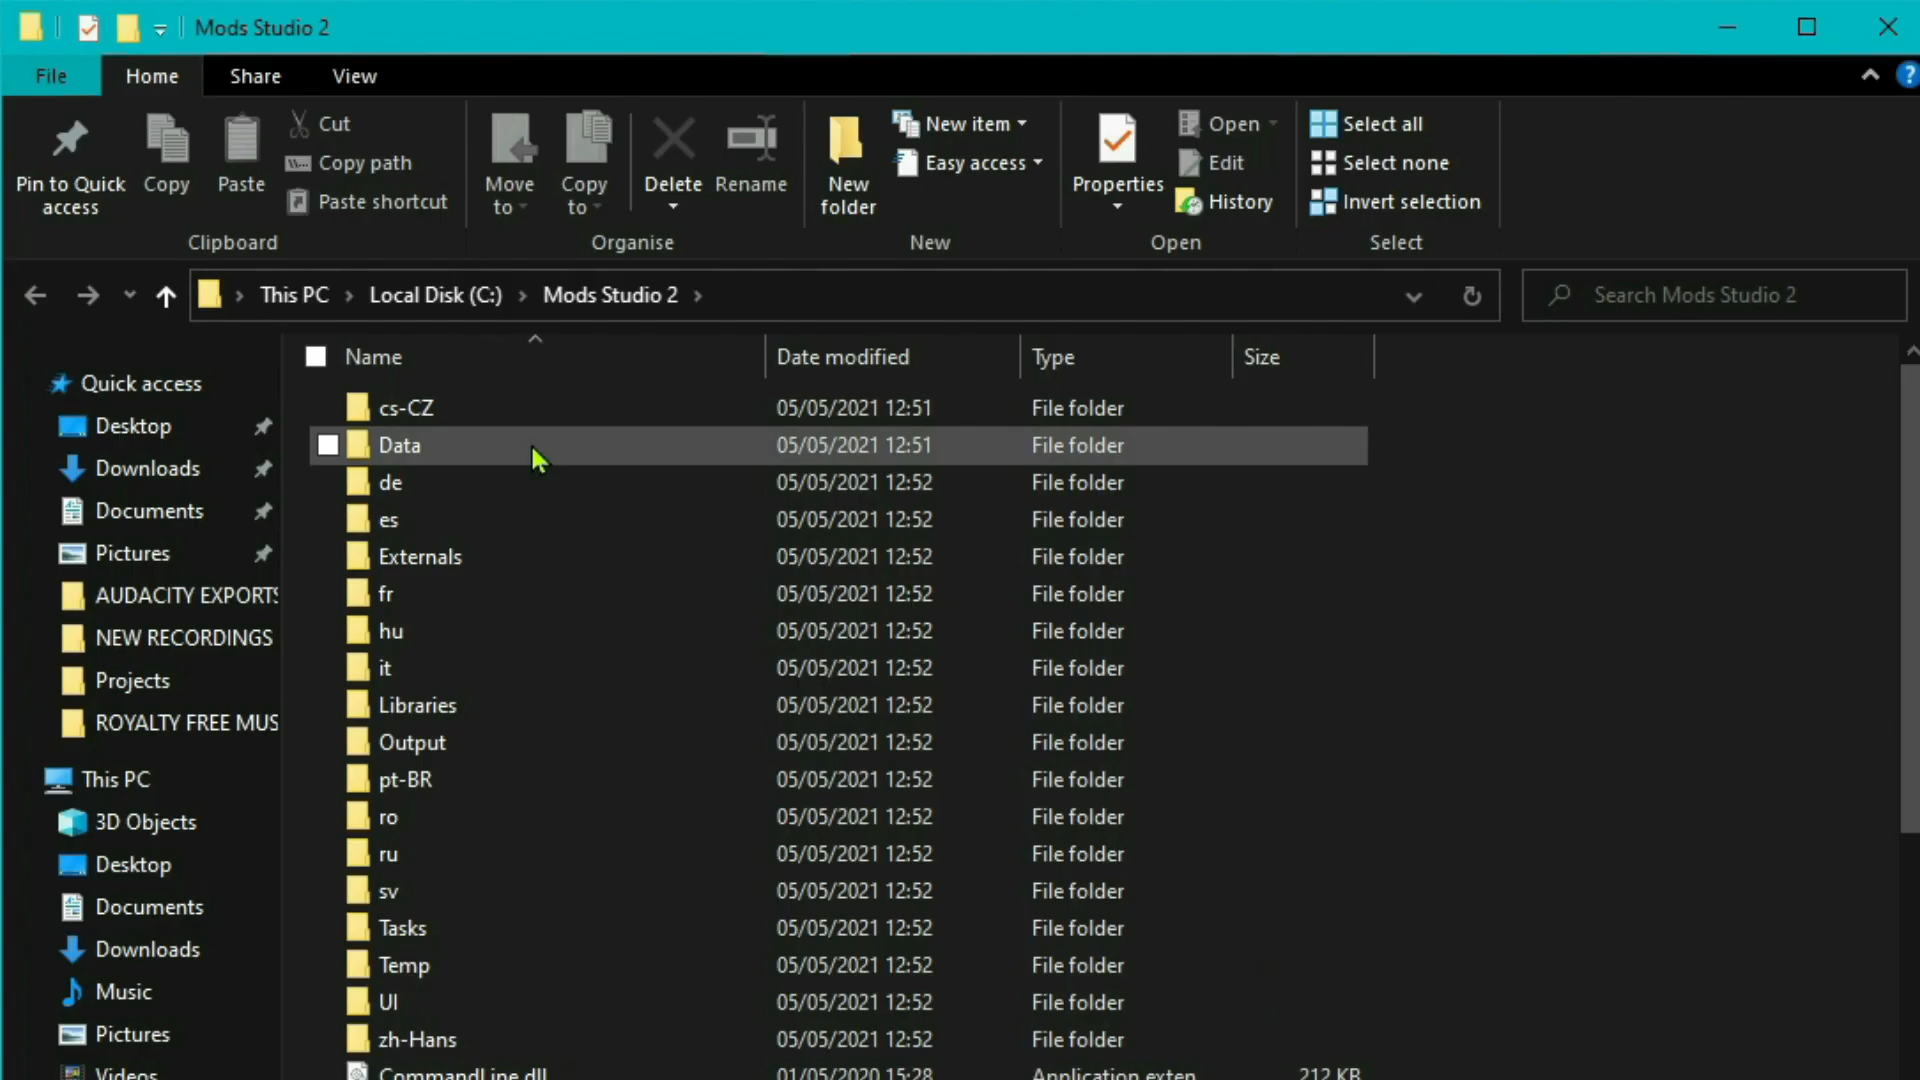 Mods Studio 2
File Home Share View
Pin to Quick access
Copy
Paste
Cut
Copy path
Paste shortcut
Clipboard
Move to
Copy to
Delete
Rename
Organise
New folder
New item
Easy access
New
Properties
Open
Edit
History
Open
Select all
Select none
Invert selection
Select
This PC Local Disk (C:) Mods Studio 2
Search Mods Studio 2
Quick access
Desktop
Downloads
Documents
Pictures
AUDACITY EXPORTS
NEW RECORDINGS
Projects
ROYALTY FREE MUS
This PC
3D Objects
Desktop
Documents
Downloads
Music
Pictures
Videos
Name Date modified Type Size
cs-CZ 05/05/2021 12:51 File folder
Data 05/05/2021 12:51 File folder
de 05/05/2021 12:52 File folder
es 05/05/2021 12:52 File folder
Externals 05/05/2021 12:52 File folder
fr 05/05/2021 12:52 File folder
hu 05/05/2021 12:52 File folder
it 05/05/2021 12:52 File folder
Libraries 05/05/2021 12:52 File folder
Output 05/05/2021 12:52 File folder
pt-BR 05/05/2021 12:52 File folder
ro 05/05/2021 12:52 File folder
ru 05/05/2021 12:52 File folder
sv 05/05/2021 12:52 File folder
Tasks 05/05/2021 12:52 File folder
Temp 05/05/2021 12:52 File folder
UI 05/05/2021 12:52 File folder
zh-Hans 05/05/2021 12:52 File folder
CommandLine.dll 01/05/2020 15:28 Application exten 212 KB